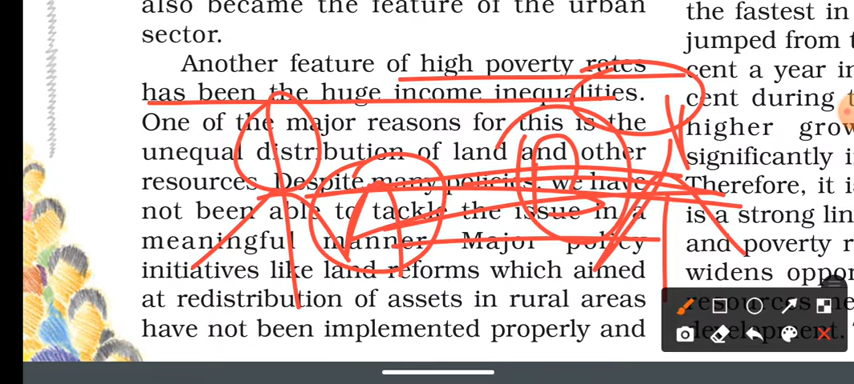 also became the feature of the urban
sector.
Another feature of high poverty rates
has been the huge income inequalities.
One of the major reasons for this is the
unequal distribution of land and other
resources. Despite many policies, we have
not been able to tackle the issue in a
meaningful manner. Major policy
initiatives like land reforms which aimed
at redistribution of assets in rural areas
have not been implemented properly and
the fastest in
jumped from
cent a year in
cent during
higher
significantly
Therefore, it
is a strong
and poverty
widens